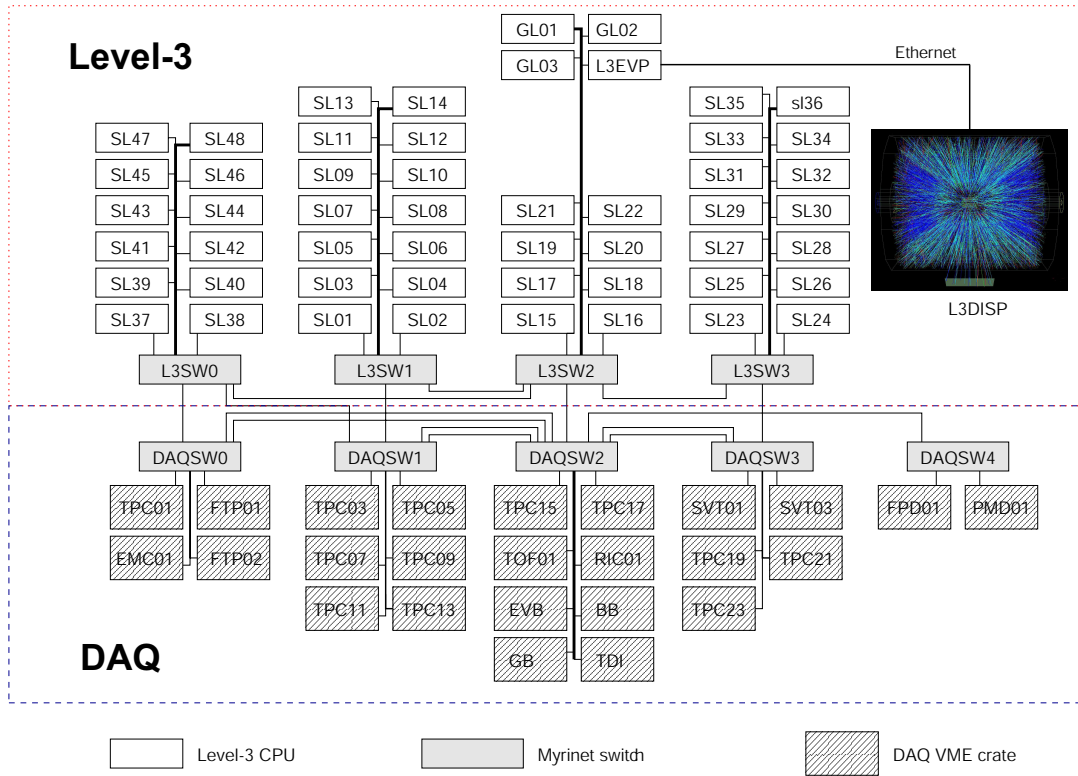 GL01 GL02
Level-3
GL03 L3EVP
Ethernet
SL13 SL14 SL35 sl36
SL47 SL48 SL11 SL12 SL33 SL34
SL45 SL46 SL09 SL10 SL31 SL32
SL43 SL44 SL07 SL08 SL21 SL22 SL29 SL30
SL41 SL42 SL05 SL06 SL19 SL20 SL27 SL28
SL39 SL40 SL03 SL04 SL17 SL18 SL25 SL26
L3DISP
SL37 SL38 SL01 SL02 SL15 SL16 SL23 SL24
L3SW0 L3SW1 L3SW2 L3SW3
DAQSW0 DAQSW1 DAQSW2 DAQSW3 DAQSW4
TPC01 FTP01 TPC03 TPC05 TPC15 TPC17 SVT01 SVT03 FPD01 PMD01
EMC01 FTP02 TPC07 TPC09 TOF01 RIC01 TPC19 TPC21
TPC11 TPC13 EVB BB TPC23
DAQ
GB TDI
Level-3 CPU Myrinet switch DAQ VME crate